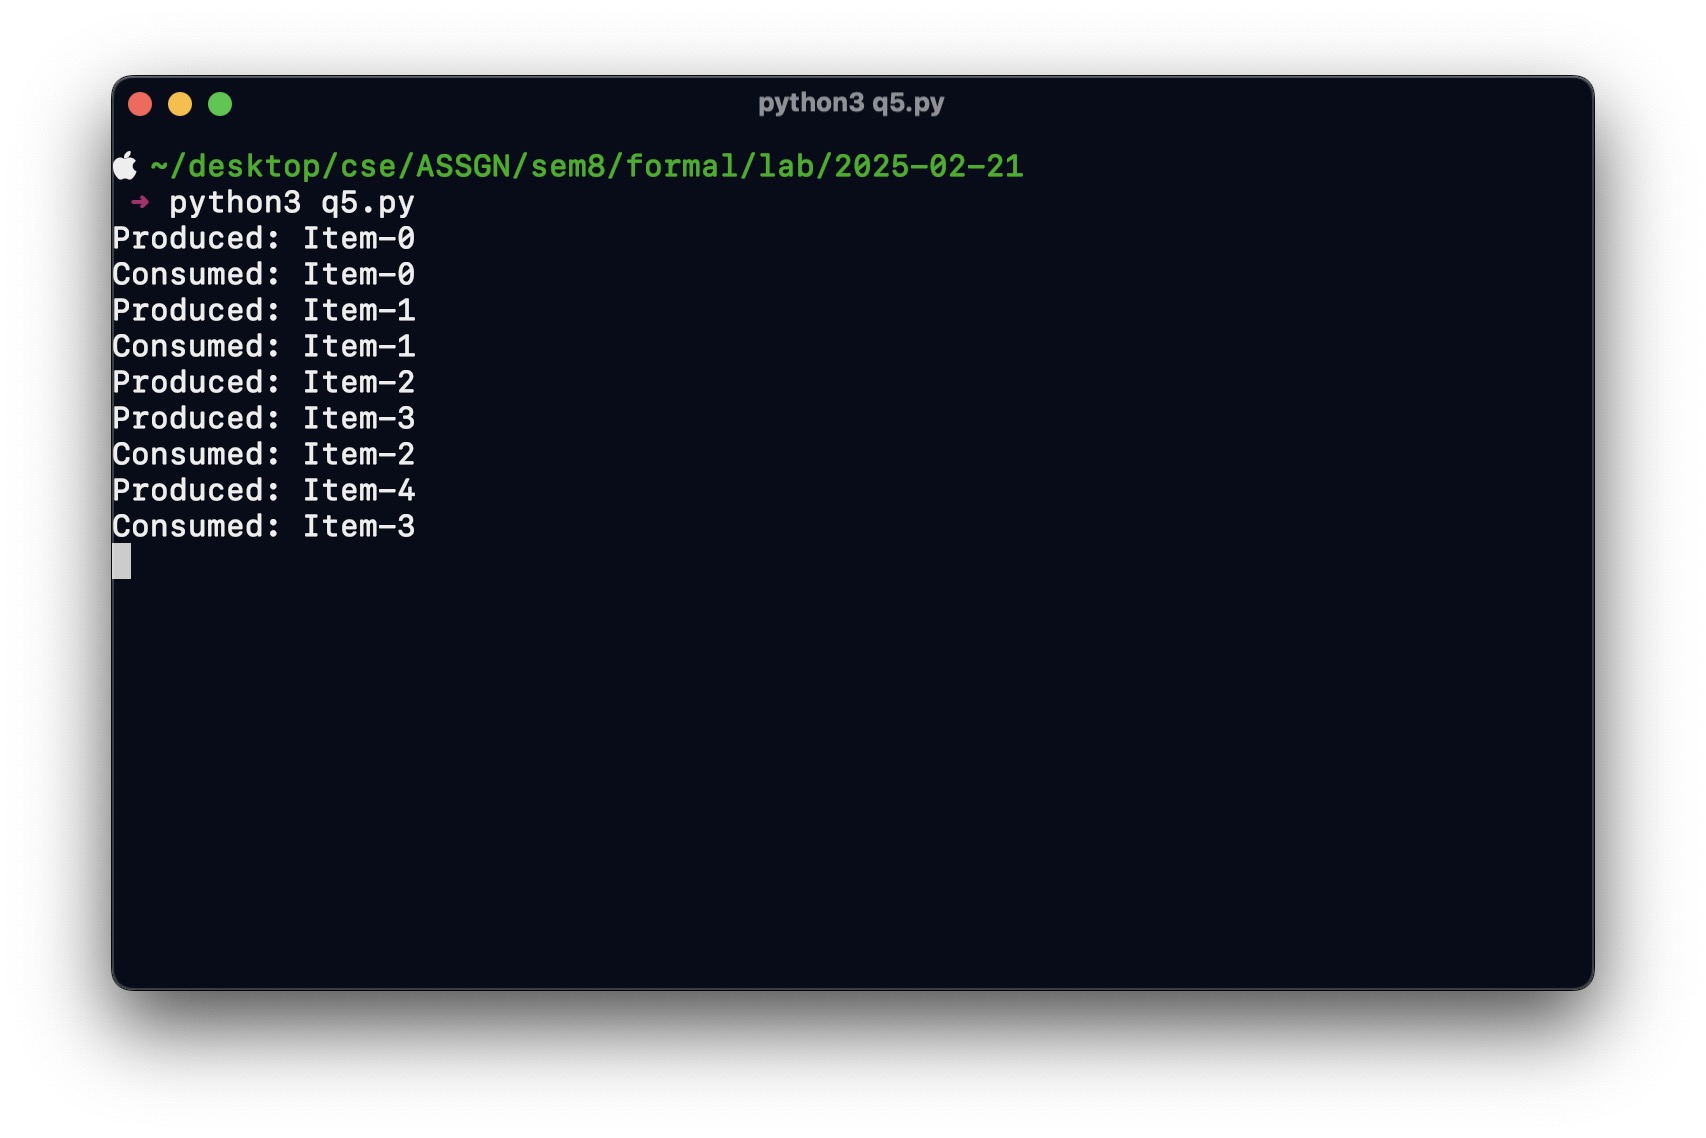 python3 q5.py
~/desktop/cse/ASSGN/sem8/formal/lab/2025-02-21
➜ python3 q5.py
Produced: Item-0
Consumed: Item-0
Produced: Item-1
Consumed: Item-1
Produced: Item-2
Produced: Item-3
Consumed: Item-2
Produced: Item-4
Consumed: Item-3